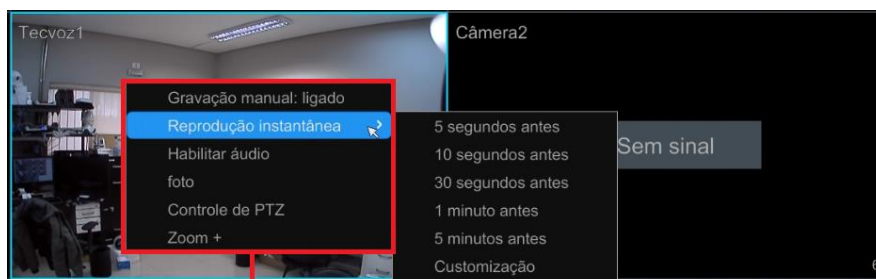 Tecvoz1
Câmera2
Gravação manual: ligado
Reprodução instantânea
Habilitar áudio
foto
Controle de PTZ
Zoom +
5 segundos antes
10 segundos antes
30 segundos antes
1 minuto antes
5 minutos antes
Customização
Sem sinal